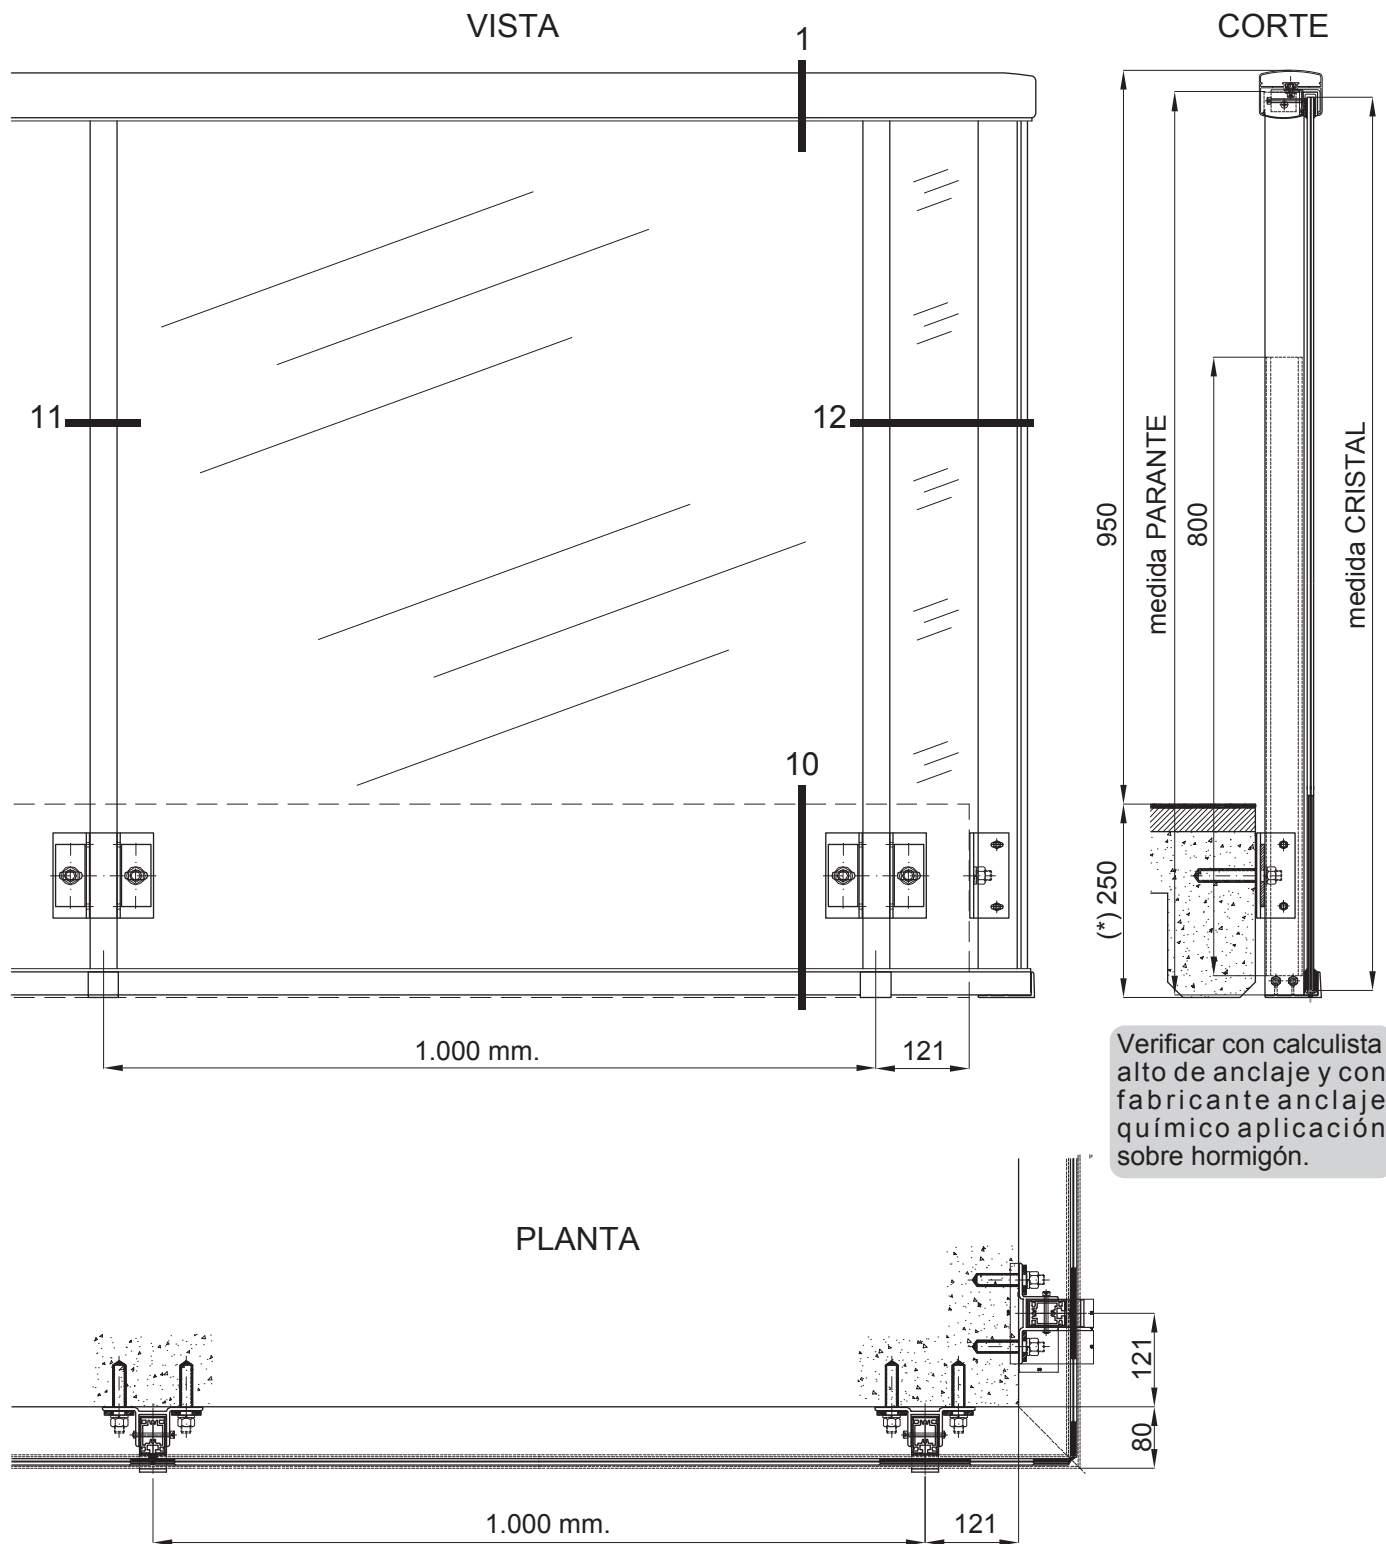 VISTA
CORTE
1
11
12
950
medida PARANTE
800
medida CRISTAL
10
(*) 250
1.000 mm.
121
Verificar con calculista
alto de anclaje y con
fabricante anclaje
químico aplicación
sobre hormigón.
PLANTA
121
80
1.000 mm.
121